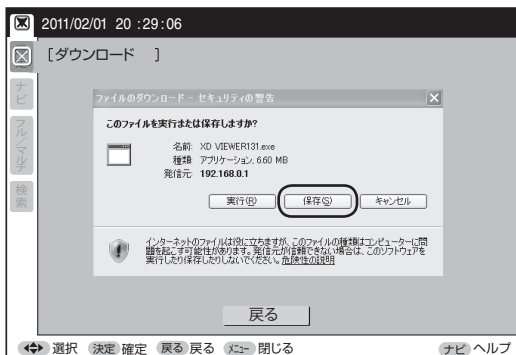 2011/02/01 20 :29:06
[ダウンロード ]
ナビ
フル/マルチ
検索
ファイルのダウンロード - セキュリティの警告
このファイルを実行または保存しますか?
名前: XD VIEWER131.exe
種類: アプリケーション, 6.60 MB
発信元: 192.168.0.1
実行(R) 保存(S) キャンセル
インターネットのファイルは役に立ちますが、このファイルの種類はコンピューターに問
題を起こす可能性があります。発信元が信頼できない場合は、このソフトウェアを
実行したり保存したりしないでください。危険性の説明
戻る
選択 決定 確定 戻る 戻る メニュー 閉じる ナビ ヘルプ